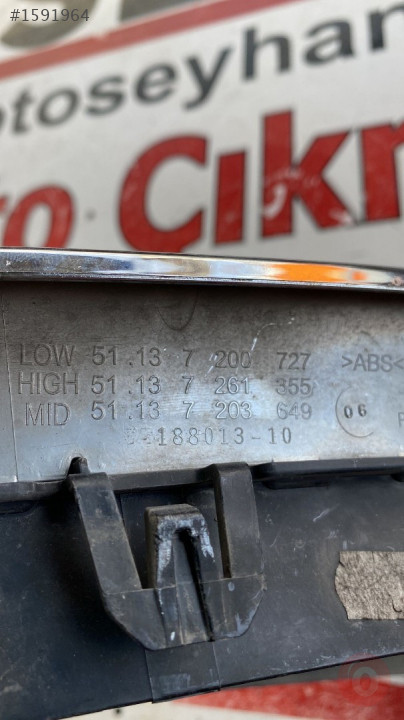 #1591964
otoseyhan
to Çıkm
LOW 51.13 7 200 727 >ABS<
HIGH 51.13 7 261 355
MID 51.13 7 203 649 06
188013-10